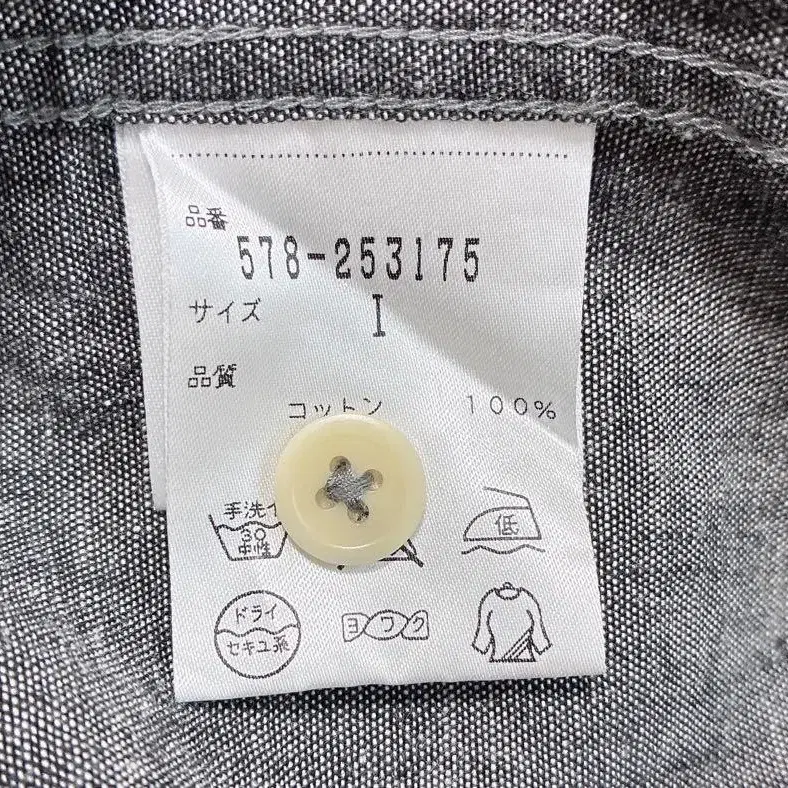 品番
578-253175
サイズ I
品質
コットン 100%
手洗イ
30
中性
低
ドライ
セキユ系
ヨワク